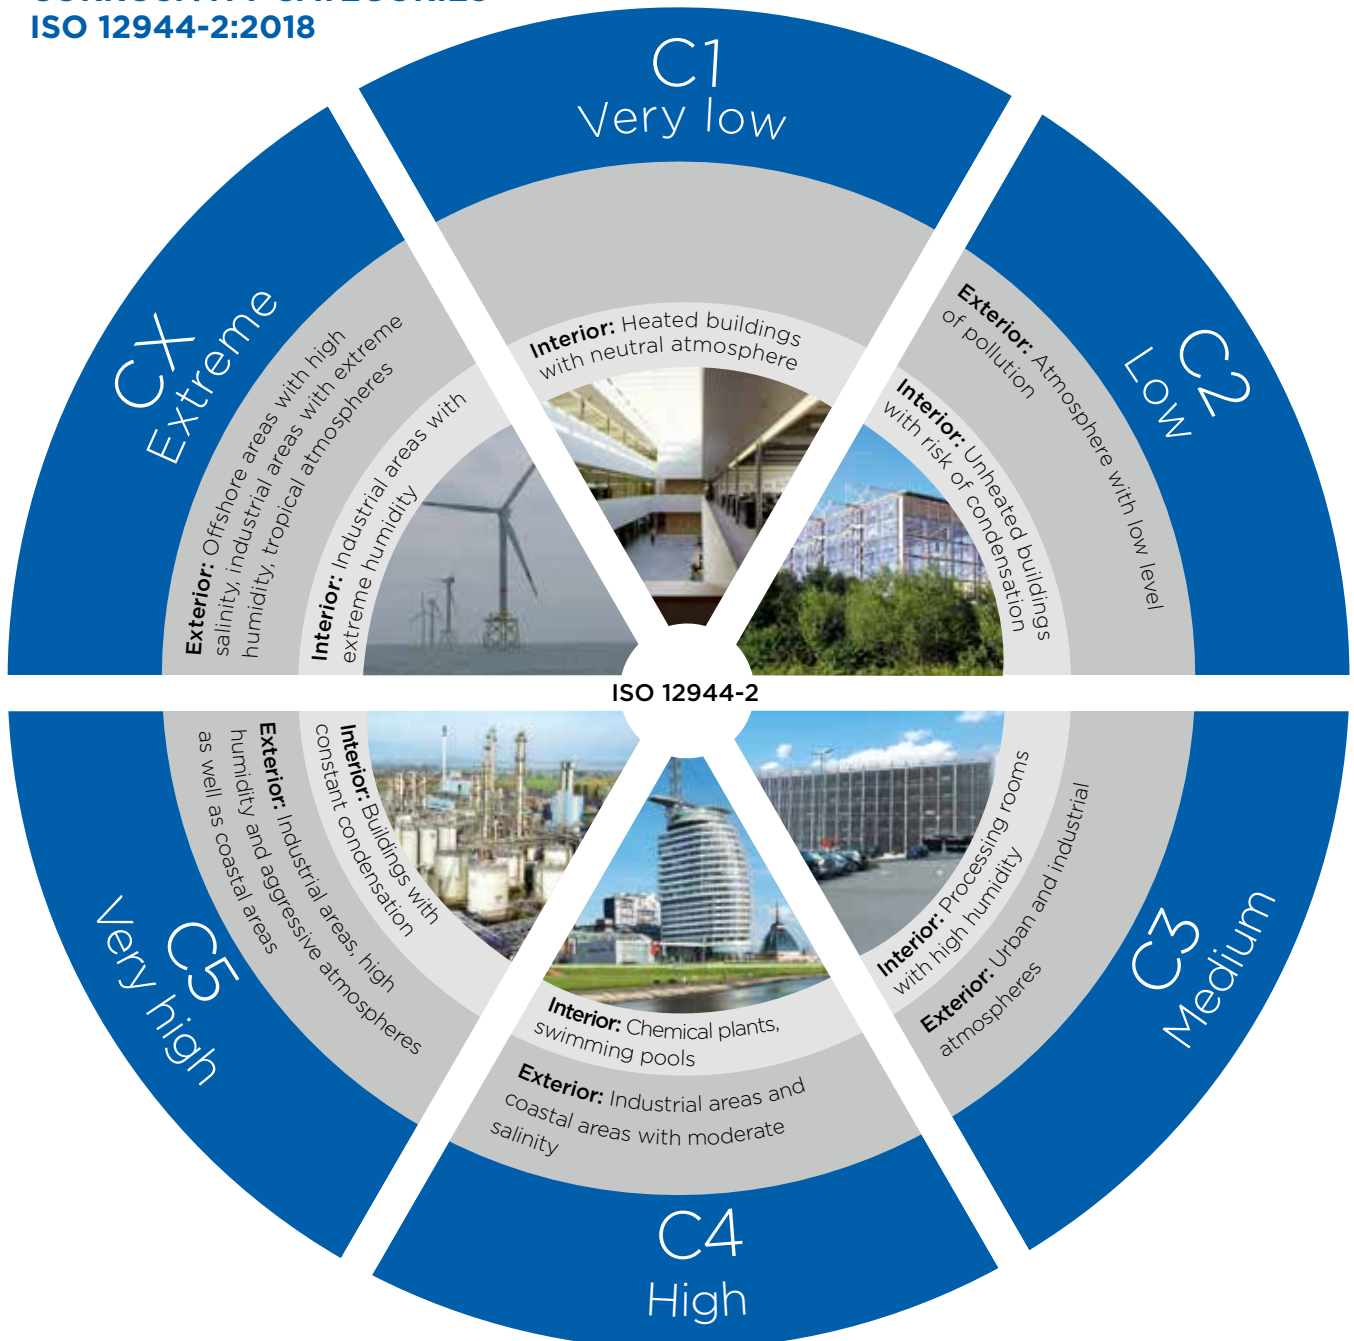 ISO 12944-2:2018
C1
Very low
Interior: Heated buildings
with neutral atmosphere
C2
Low
Exterior: Atmosphere with low level
of pollution
Interior: Unheated buildings
with risk of condensation
C3
Medium
Interior: Processing rooms
with high humidity
Exterior: Urban and industrial
atmospheres
C4
High
Interior: Chemical plants,
swimming pools
Exterior: Industrial areas and
coastal areas with moderate
salinity
C5
Very high
Interior: Buildings with
constant condensation
Exterior: Industrial areas, high
humidity and aggressive atmospheres
as well as coastal areas
CX
Extreme
Exterior: Offshore areas with high
salinity, industrial areas with extreme
humidity, tropical atmospheres
Interior: Industrial areas with
extreme humidity
ISO 12944-2